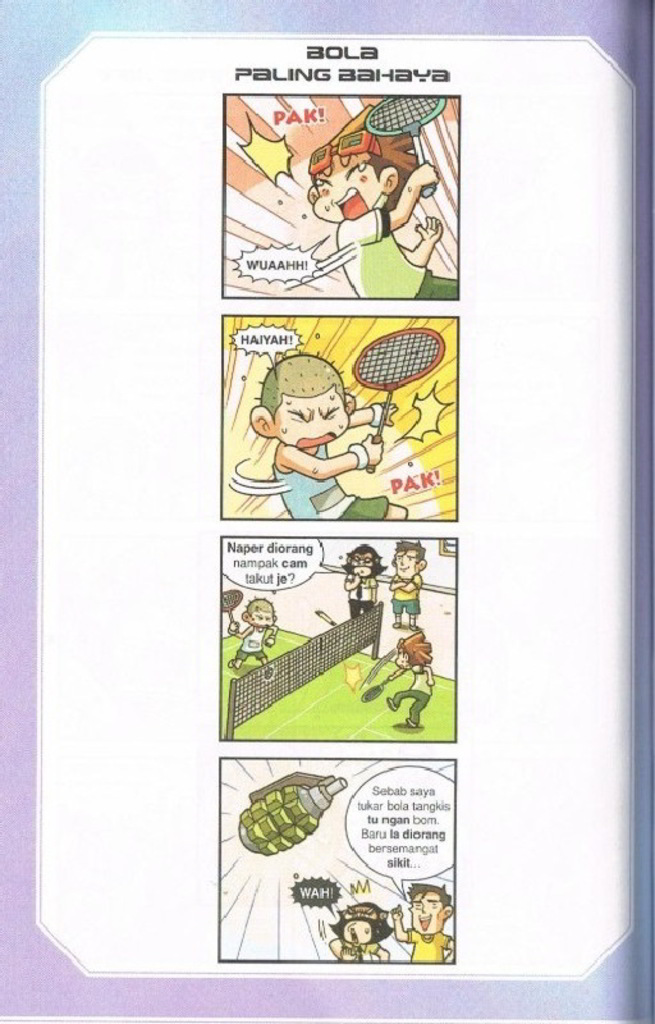 BOLA
PALING BAHAYA
PAK!
WUAAHH!
HAIYAH!
PAK!
Naper diorang
nampak cam
takut je?
Sebab saya
tukar bola tangkis
tu ngan bom.
Baru la diorang
bersemangat
sikit...
WAH!